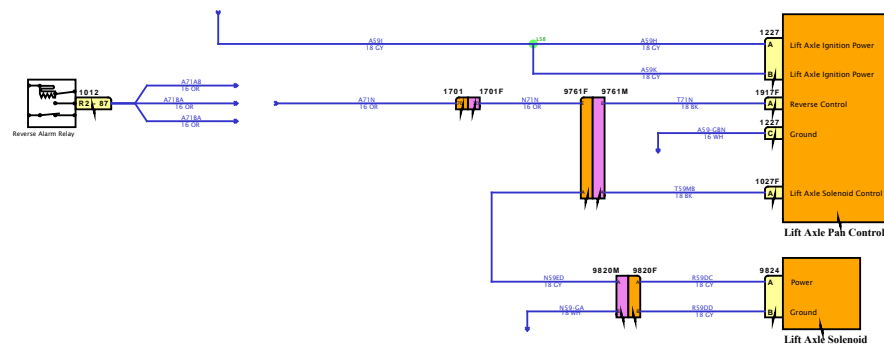 A59J
18 GY
L58
A59H
18 GY
1227
A
Lift Axle Ignition Power
A59K
18 GY
B
Lift Axle Ignition Power
1012
R2 - 87
Reverse Alarm Relay
A71AB
16 OR
A71BA
16 OR
A71BA
16 OR
A71N
16 OR
1701
1701F
N71N
16 OR
9761F
9761M
T71N
18 BK
1917F
A
Reverse Control
1227
A59-GBN
16 WH
C
Ground
1027F
A
A
T59MB
18 BK
A
Lift Axle Solenoid Control
Lift Axle Pan Control
9820M
9820F
N59ED
18 GY
A
A
R59DC
18 GY
9824
A
Power
N59-GA
18 WH
B
R59DD
18 GY
B
Ground
Lift Axle Solenoid